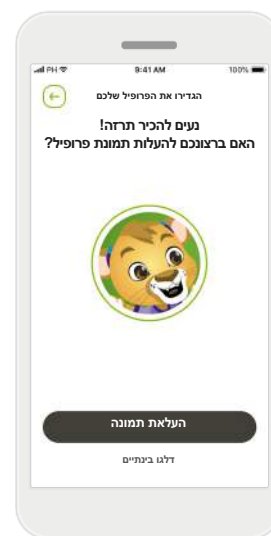 PH 9:41 AM 100%
הגדירו את הפרופיל שלכם
נעים להכיר תרזה!
האם ברצונכם להעלות תמונת פרופיל?
העלאת תמונה
דלגו בינתיים